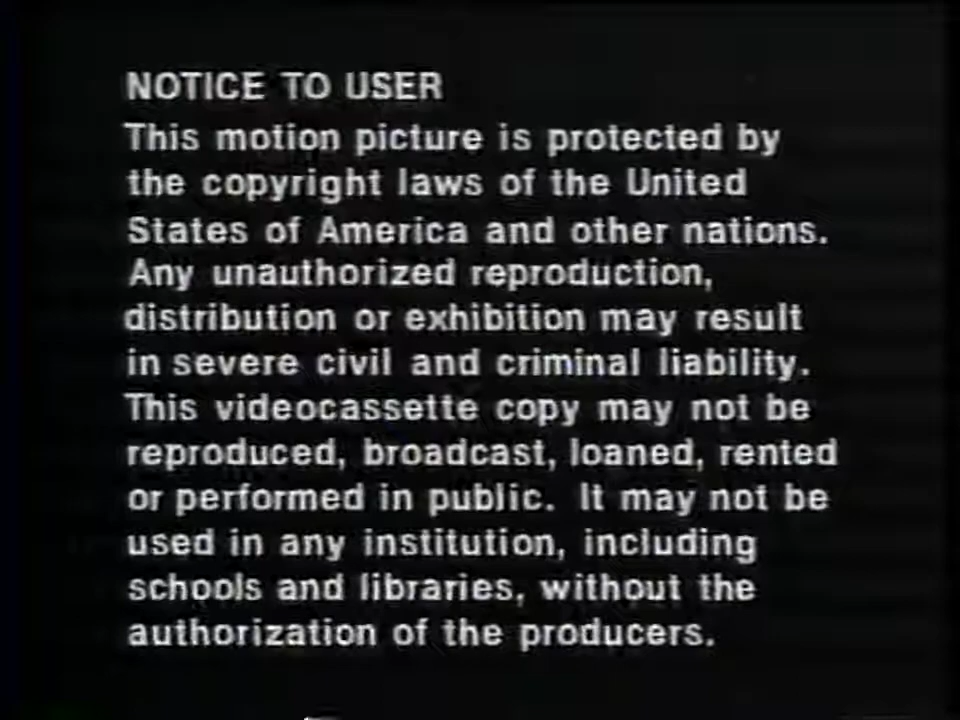 NOTICE TO USER
This motion picture is protected by
the copyright laws of the United
States of America and other nations.
Any unauthorized reproduction,
distribution or exhibition may result
in severe civil and criminal liability.
This videocassette copy may not be
reproduced, broadcast, loaned, rented
or performed in public. It may not be
used in any institution, including
schools and libraries, without the
authorization of the producers.